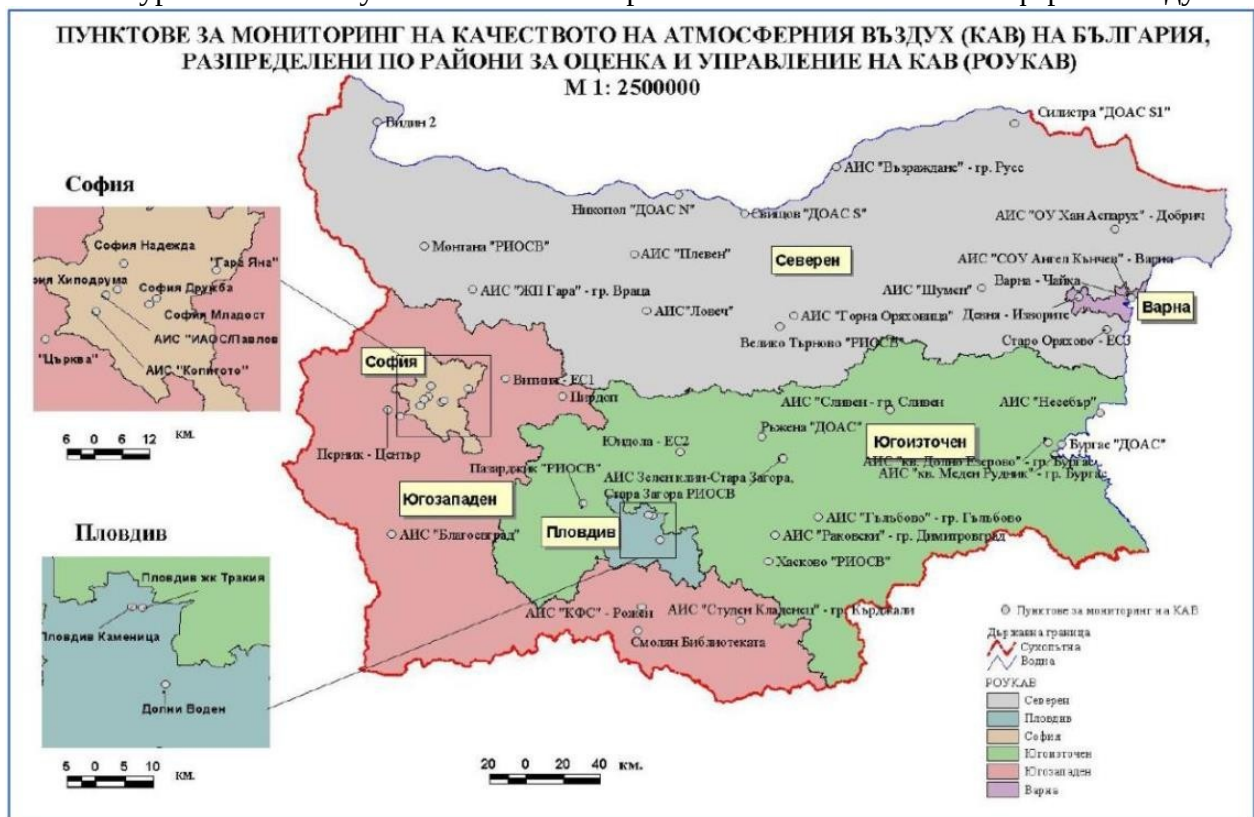 ПУНКТОВЕ ЗА МОНИТОРИНГ НА КАЧЕСТВОТО НА АТМОСФЕРНИЯ ВЪЗДУХ (КАВ) НА БЪЛГАРИЯ,
РАЗПРЕДЕЛЕНИ ПО РАЙОНИ ЗА ОЦЕНКА И УПРАВЛЕНИЕ НА КАВ (РОУКАВ)
М 1: 2500000
Видин 2
Силистра "ДОАС S1"
АИС "Възраждане" - гр. Русе
Никопол "ДОАС N"
Свищов "ДОАС S"
АИС "ОУ Хан Аспарух" - Добрич
Монтана "РИОСВ"
АИС "Плевен"
Северен
АИС "СОУ Ангел Кънчев" - Варна
Варна - Чайка
АИС "ЖП Гара" - гр. Враца
АИС "Шумен"
Варна
АИС "Ловеч"
АИС "Горна Оряховица"
Девня - Изворите
Велико Търново "РИОСВ"
Старо Оряхово - ЕС3
София
София Надежда
"Гара Яна"
София Дружба
София Младост
АИС "ИАОС/Павлов
"Църква"
АИС "Копитото"
6 0 6 12 км.
София
Пирдоп
Перник - Център
АИС "Сливен - гр. Сливен
АИС "Несебър"
Ръжена "ДОАС"
Югоизточен
Бургас "ДОАС"
Юндола - ЕС2
АИС "кв. Долно Езерово" - гр. Бургас
АИС "кв. Меден Рудник" - гр. Бургас
Пазарджик "РИОСВ"
АИС Зелен клин-Стара Загора,
Стара Загора РИОСВ
Югозападен
Пловдив
АИС "Гълъбово" - гр. Гълъбово
АИС "Благоевград"
АИС "Раковски" - гр. Димитровград
Хасково "РИОСВ"
АИС "КФС" - Рожен
АИС "Студен Кладенец" - гр. Кърджали
Смолян Библиотеката
Пловдив
Пловдив жк Тракия
Пловдив Каменица
Долни Воден
5 0 5 10 км.
20 0 20 40 км.
Пунктове за мониторинг на КАВ
Държавна граница
Сухопътна
Водна
РОУКАВ
Северен
Пловдив
София
Югоизточен
Югозападен
Варна